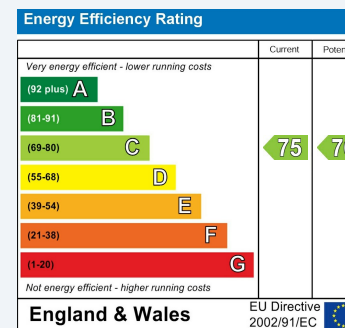 Energy Efficiency Rating
Current
Very energy efficient - lower running costs
(92 plus) A
(81-91) B
(69-80) C 75
(55-68) D
(39-54) E
(21-38) F
(1-20) G
Not energy efficient - higher running costs
England & Wales
EU Directive
2002/91/EC